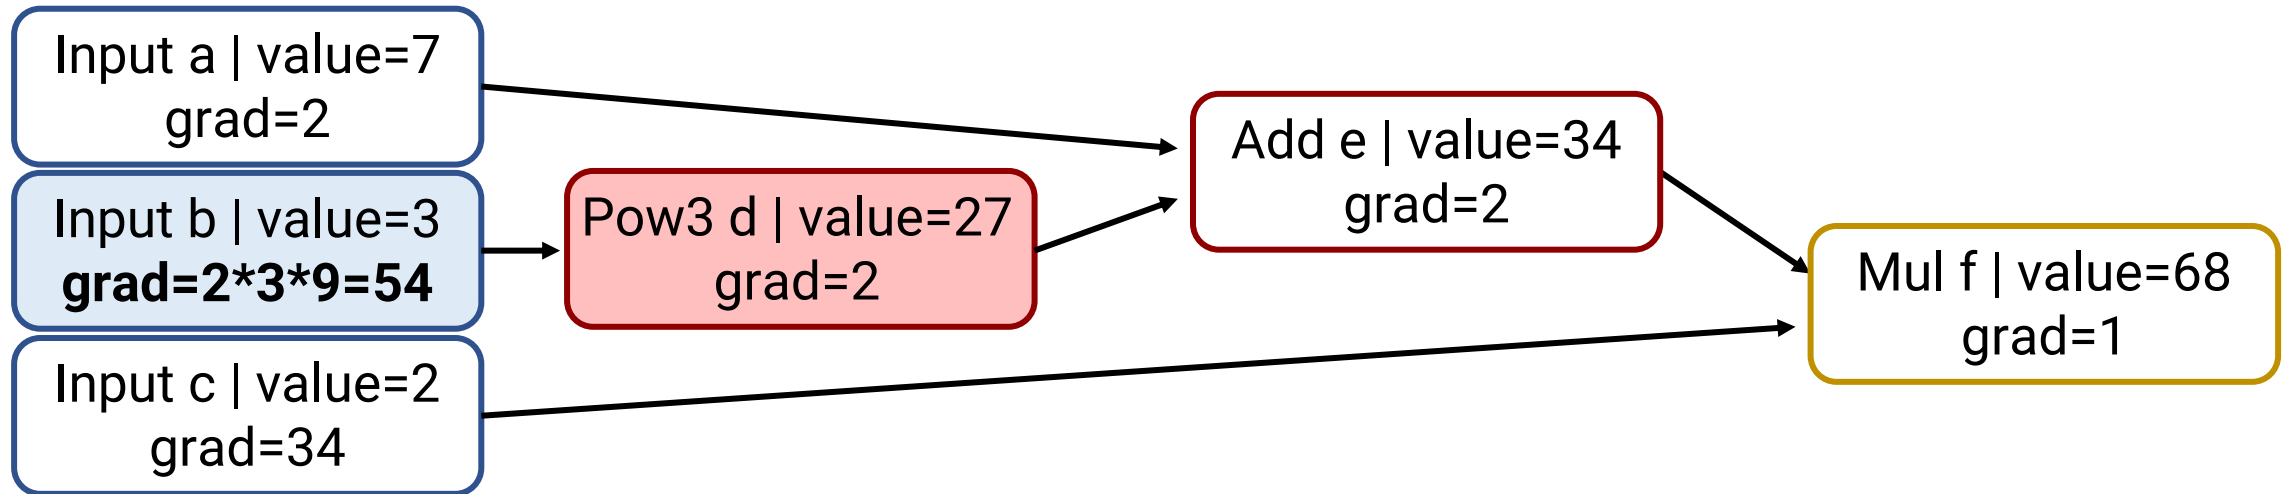 Input a | value=7
grad=2
Input b | value=3
grad=2*3*9=54
Input c | value=2
grad=34
Pow3 d | value=27
grad=2
Add e | value=34
grad=2
Mul f | value=68
grad=1